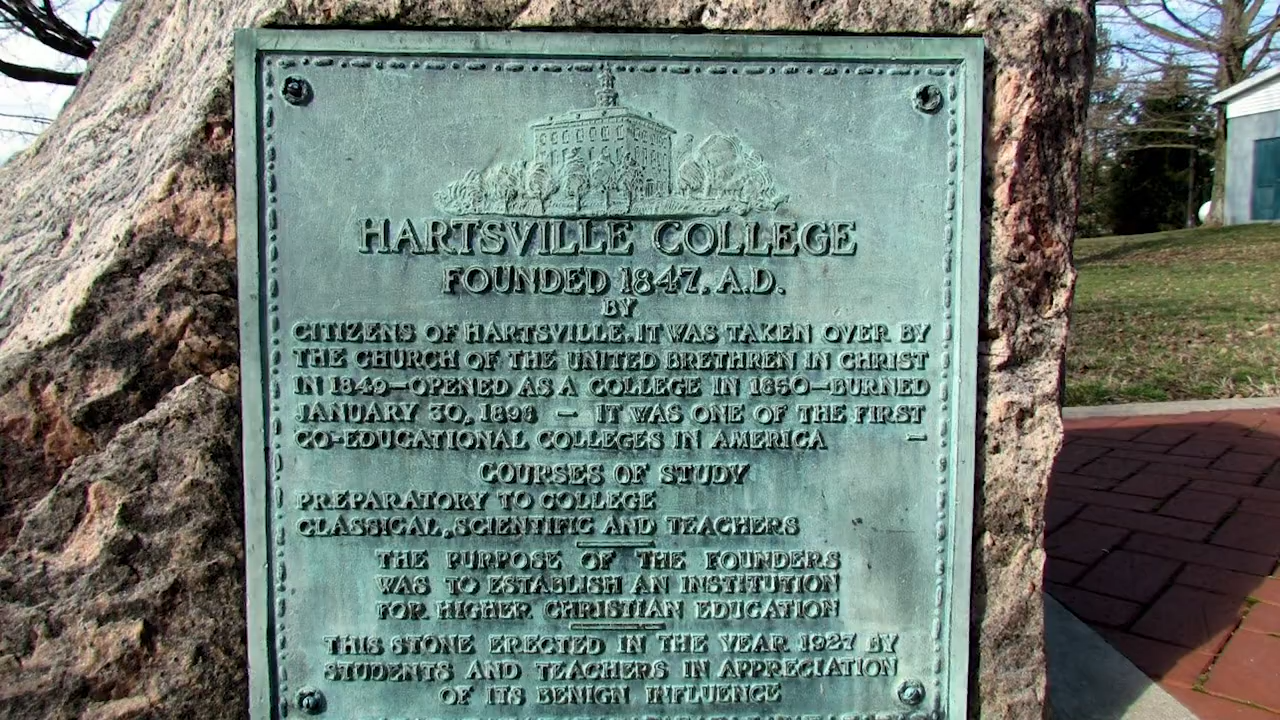 HARTSVILLE COLLEGE
FOUNDED 1847. A.D.
BY
CITIZENS OF HARTSVILLE. IT WAS TAKEN OVER BY
THE CHURCH OF THE UNITED BRETHREN IN CHRIST
IN 1849—OPENED AS A COLLEGE IN 1850—BURNED
JANUARY 30, 1898 — IT WAS ONE OF THE FIRST
CO-EDUCATIONAL COLLEGES IN AMERICA —
COURSES OF STUDY
PREPARATORY TO COLLEGE
CLASSICAL, SCIENTIFIC AND TEACHERS
THE PURPOSE OF THE FOUNDERS
WAS TO ESTABLISH AN INSTITUTION
FOR HIGHER CHRISTIAN EDUCATION
THIS STONE ERECTED IN THE YEAR 1927 BY
STUDENTS AND TEACHERS IN APPRECIATION
OF ITS BENIGN INFLUENCE